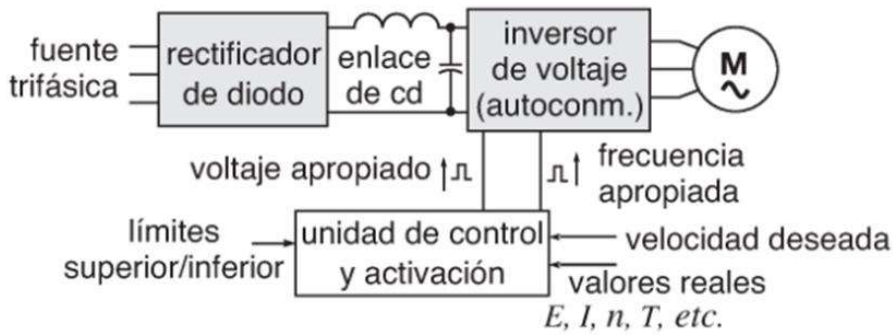 fuente
trifásica
rectificador
de diodo
enlace
de cd
inversor
de voltaje
(autoconm.)
M
voltaje apropiado
frecuencia
apropiada
límites
superior/inferior
unidad de control
y activación
velocidad deseada
valores reales
E, I, n, T, etc.